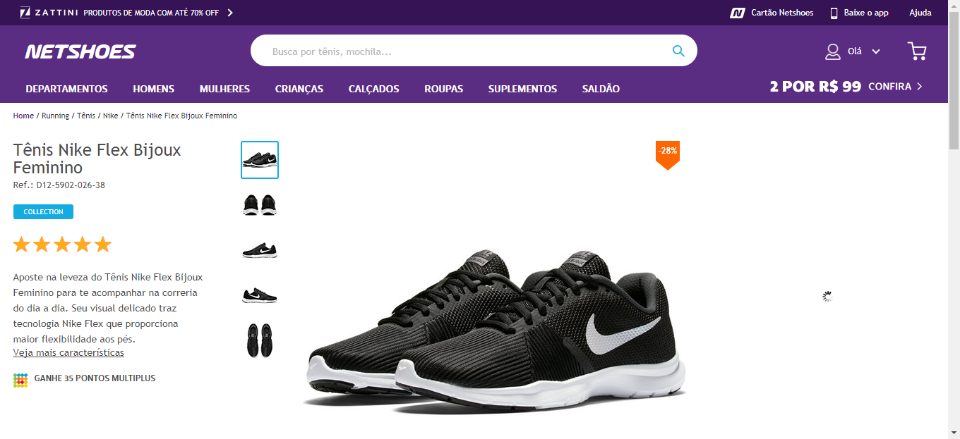 ZATTINI PRODUTOS DE MODA COM ATÉ 70% OFF
Cartão Netshoes
Baixe o app
Ajuda
NETSHOES
Busca por tênis, mochila...
Olá
DEPARTAMENTOS HOMENS MULHERES CRIANÇAS CALÇADOS ROUPAS SUPLEMENTOS SALDÃO
2 POR R$ 99 CONFIRA
Home / Running / Tênis / Nike / Tênis Nike Flex Bijoux Feminino
Tênis Nike Flex Bijoux
Feminino
Ref.: D12-5902-026-38
COLLECTION
-28%
Aposte na leveza do Tênis Nike Flex Bijoux
Feminino para te acompanhar na correria
do dia a dia. Seu visual delicado traz
tecnologia Nike Flex que proporciona
maior flexibilidade aos pés.
Veja mais características
GANHE 35 PONTOS MULTIPLUS